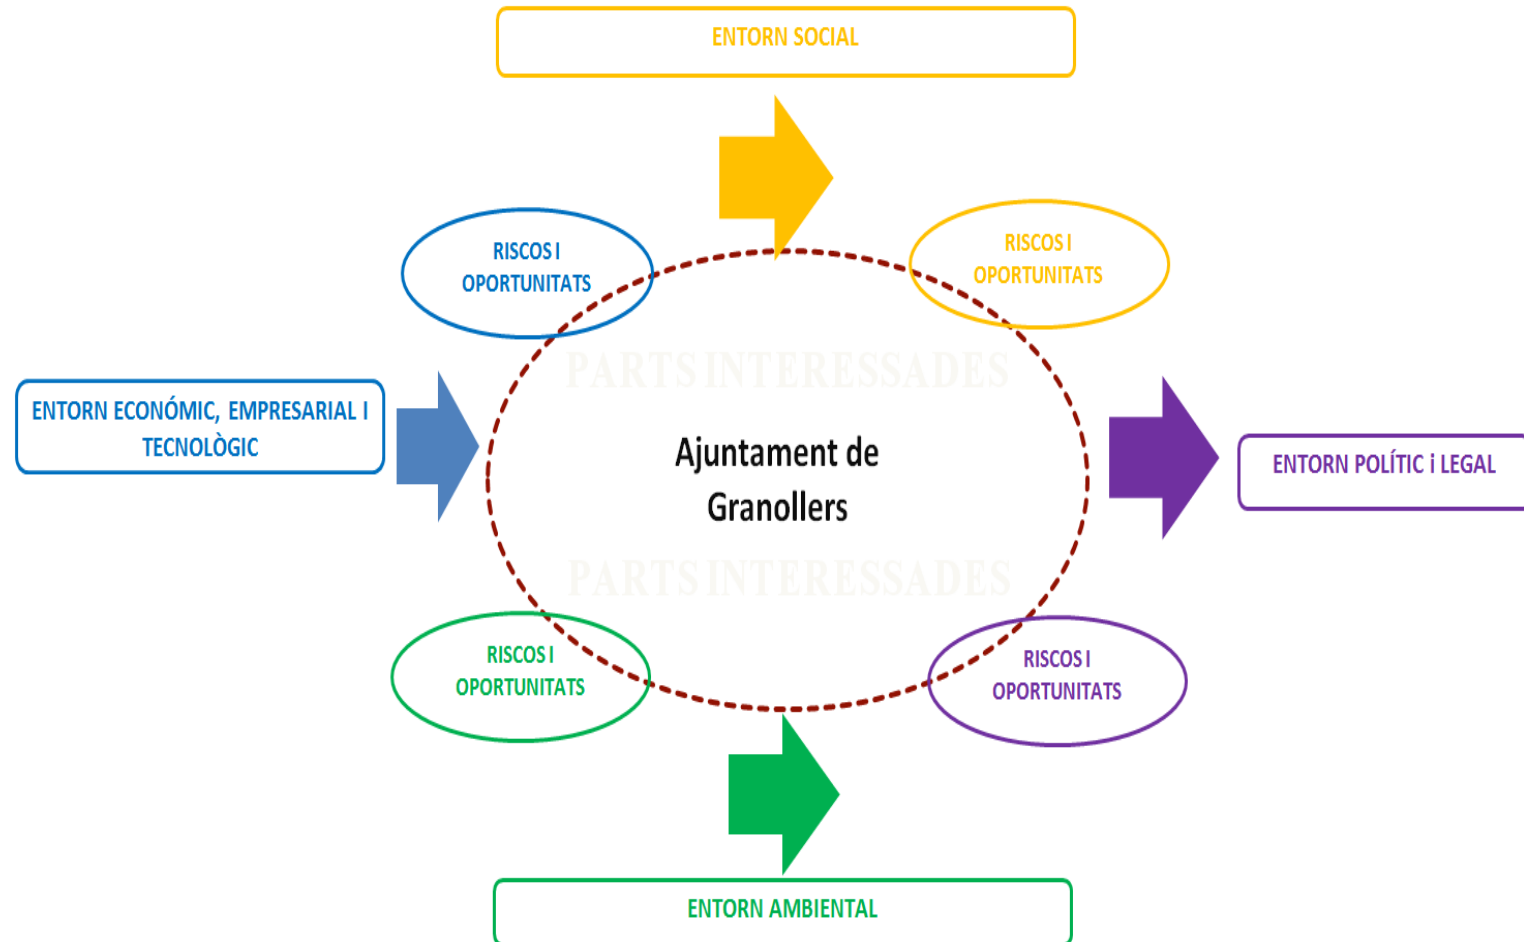 ENTORN SOCIAL
RISCOS I
OPORTUNITATS
RISCOS I
OPORTUNITATS
PARTS INTERESSADES
ENTORN ECONÓMIC, EMPRESARIAL I
TECNOLÒGIC
Ajuntament de
Granollers
ENTORN POLÍTIC i LEGAL
PARTS INTERESSADES
RISCOS I
OPORTUNITATS
RISCOS I
OPORTUNITATS
ENTORN AMBIENTAL